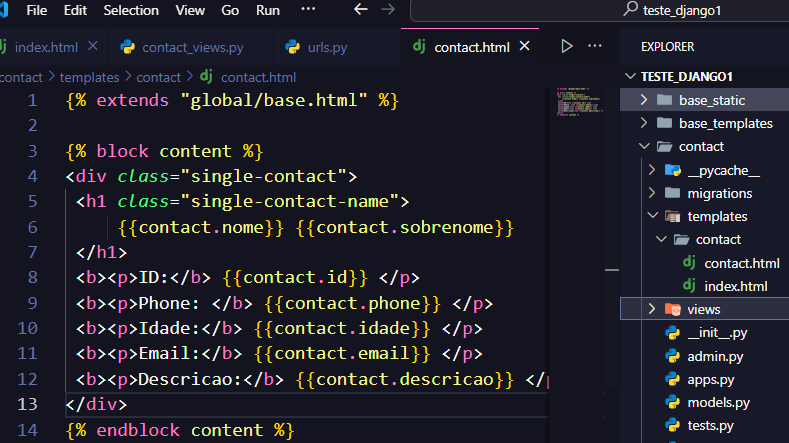 File Edit Selection View Go Run ··· teste_django1
index.html contact_views.py urls.py contact.html
contact > templates > contact > contact.html
1 {% extends "global/base.html" %}
2
3 {% block content %}
4 <div class="single-contact">
5 <h1 class="single-contact-name">
6 {{contact.nome}} {{contact.sobrenome}}
7 </h1>
8 <b><p>ID:</b> {{contact.id}} </p>
9 <b><p>Phone: </b> {{contact.phone}} </p>
10 <b><p>Idade:</b> {{contact.idade}} </p>
11 <b><p>Email:</b> {{contact.email}} </p>
12 <b><p>Descricao:</b> {{contact.descricao}} </p
13 </div>
14 {% endblock content %}
EXPLORER
TESTE_DJANGO1
base_static
base_templates
contact
__pycache__
migrations
templates
contact
dj contact.html
dj index.html
views
__init__.py
admin.py
apps.py
models.py
tests.py